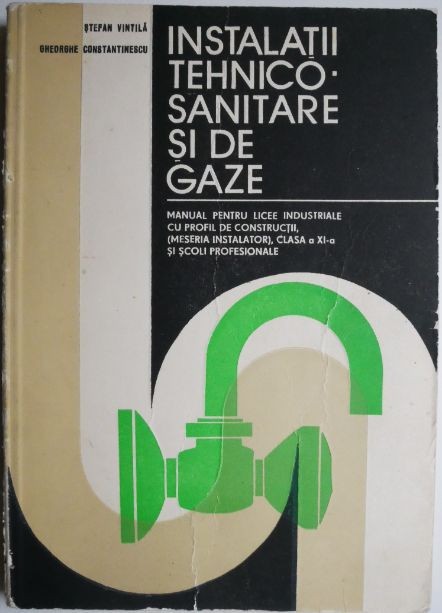 ŞTEFAN VINTILĂ
GHEORGHE CONSTANTINESCU
INSTALAŢII
TEHNICO-
SANITARE
ŞI DE
GAZE
MANUAL PENTRU LICEE INDUSTRIALE
CU PROFIL DE CONSTRUCŢII,
(MESERIA INSTALATOR), CLASA a XI-a
ŞI ŞCOLI PROFESIONALE